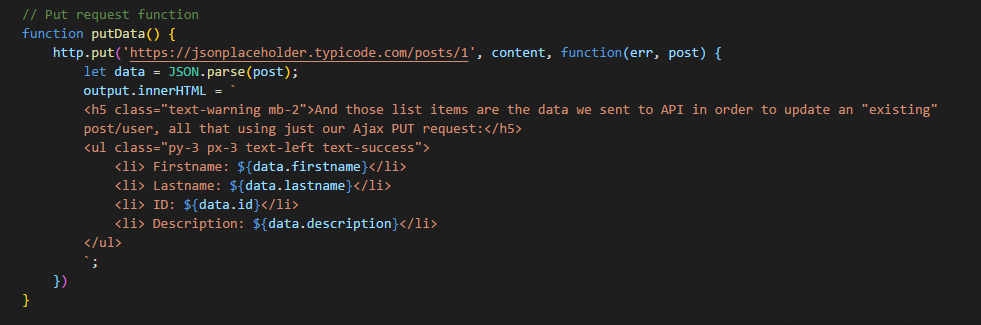 // Put request function
function putData() {
    http.put('https://jsonplaceholder.typicode.com/posts/1', content, function(err, post) {
        let data = JSON.parse(post);
        output.innerHTML = `
        <h5 class="text-warning mb-2">And those list items are the data we sent to API in order to update an "existing"
        post/user, all that using just our Ajax PUT request:</h5>
        <ul class="py-3 px-3 text-left text-success">
            <li> Firstname: ${data.firstname}</li>
            <li> Lastname: ${data.lastname}</li>
            <li> ID: ${data.id}</li>
            <li> Description: ${data.description}</li>
        </ul>
        `;
    })
}